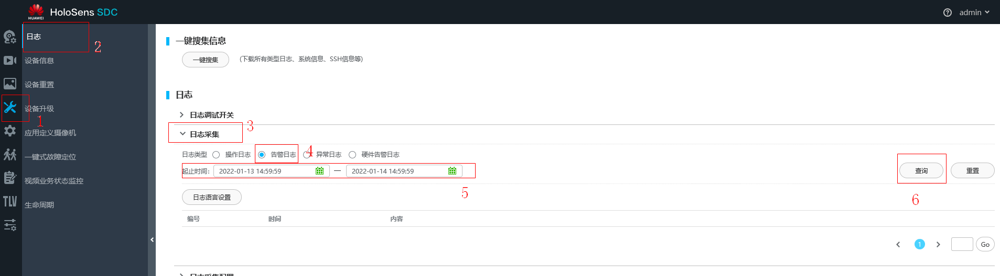 HUAWEI
HoloSens SDC
admin
日志
2
设备信息
设备重置
设备升级
1
应用定义摄像机
一键式故障定位
视频业务状态监控
生命周期
TLV
一键搜集信息
一键搜集 (下载所有类型日志、系统信息、SSH信息等)
日志
日志调试开关
日志采集 3
日志类型 操作日志 告警日志 4 异常日志 硬件告警日志
起止时间: 2022-01-13 14:59:59 — 2022-01-14 14:59:59 查询 重置
5
6
日志语言设置
编号 时间 内容
1 Go
日志采集配置